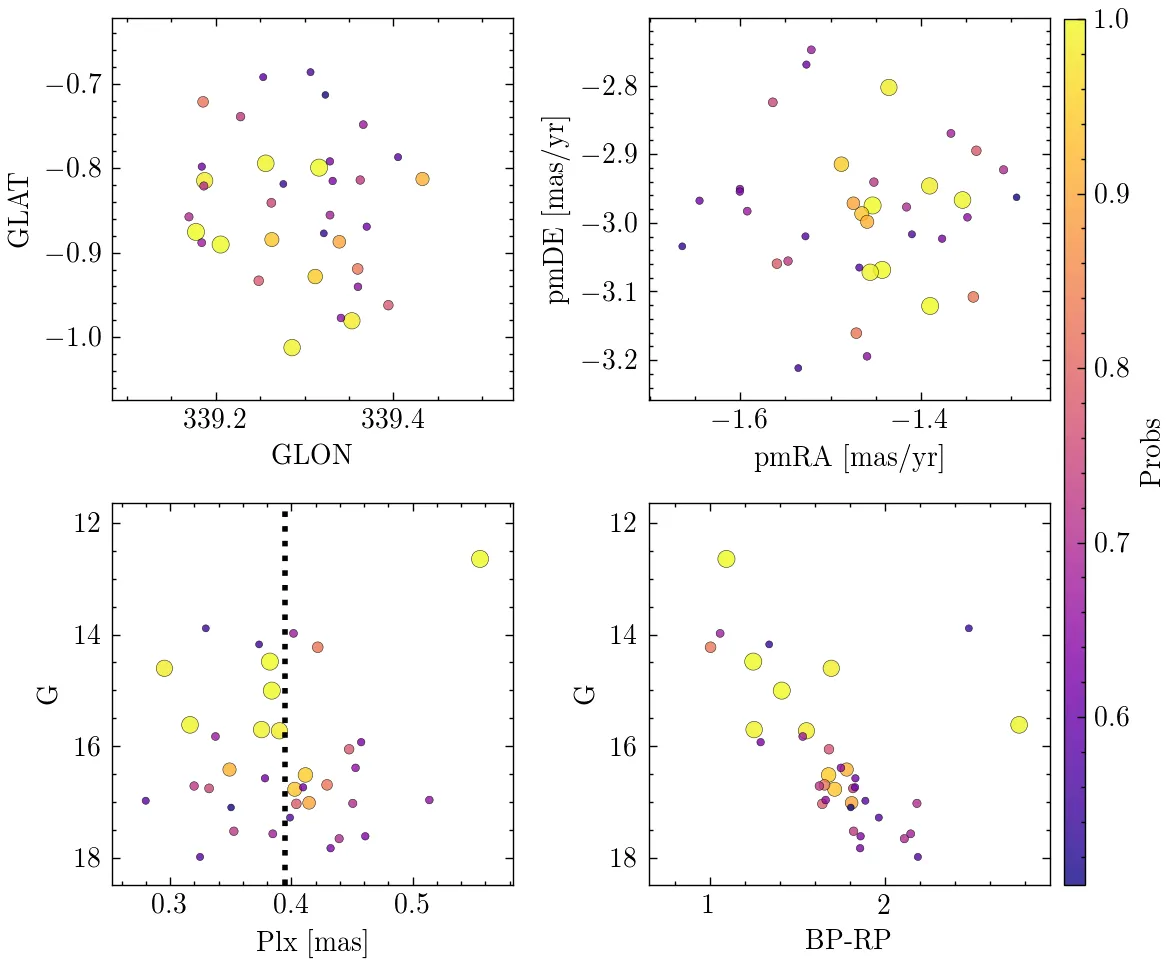 −0.7
−0.8
−0.9
−1.0
GLAT
339.2 339.4
GLON
−2.8
−2.9
−3.0
−3.1
−3.2
pmDE [mas/yr]
−1.6 −1.4
pmRA [mas/yr]
12
14
16
18
G
0.3 0.4 0.5
Plx [mas]
12
14
16
18
G
1 2
BP-RP
1.0
0.9
0.8
0.7
0.6
Probs